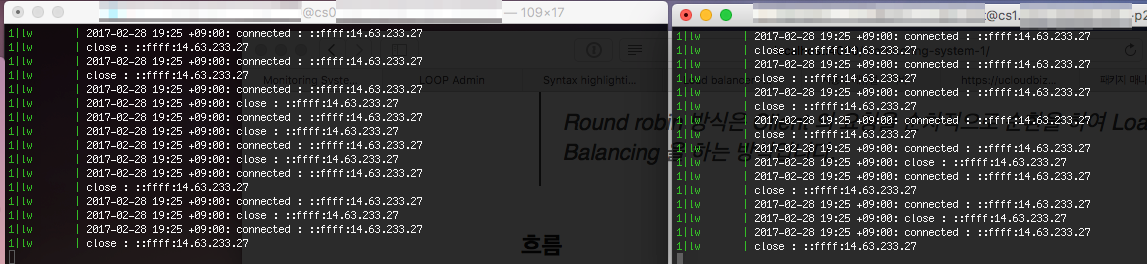 @cs0 — 109×17
1|lw | 2017-02-28 19:25 +09:00: connected : ::ffff:14.63.233.27
1|lw | close : ::ffff:14.63.233.27
1|lw | 2017-02-28 19:25 +09:00: connected : ::ffff:14.63.233.27
1|lw | close : ::ffff:14.63.233.27
1|lw | 2017-02-28 19:25 +09:00: connected : ::ffff:14.63.233.27
1|lw | 2017-02-28 19:25 +09:00: close : ::ffff:14.63.233.27
1|lw | 2017-02-28 19:25 +09:00: connected : ::ffff:14.63.233.27
1|lw | 2017-02-28 19:25 +09:00: close : ::ffff:14.63.233.27
1|lw | 2017-02-28 19:25 +09:00: connected : ::ffff:14.63.233.27
1|lw | 2017-02-28 19:25 +09:00: close : ::ffff:14.63.233.27
1|lw | 2017-02-28 19:25 +09:00: connected : ::ffff:14.63.233.27
1|lw | close : ::ffff:14.63.233.27
1|lw | 2017-02-28 19:25 +09:00: connected : ::ffff:14.63.233.27
1|lw | 2017-02-28 19:25 +09:00: close : ::ffff:14.63.233.27
1|lw | 2017-02-28 19:25 +09:00: connected : ::ffff:14.63.233.27
1|lw | close : ::ffff:14.63.233.27
Monitoring Syste...
LOOP Admin
Syntax highlighti...
Round robin 방식은
Balancing 을 하는
흐름
@cs1.
1|lw | 2017-02-28 19:25 +09:00: connected : ::ffff:14.63.233.27
1|lw | close : ::ffff:14.63.233.27
1|lw | 2017-02-28 19:25 +09:00: connected : ::ffff:14.63.233.27
1|lw | close : ::ffff:14.63.233.27
1|lw | 2017-02-28 19:25 +09:00: connected : ::ffff:14.63.233.27
1|lw | close : ::ffff:14.63.233.27
1|lw | 2017-02-28 19:25 +09:00: connected : ::ffff:14.63.233.27
1|lw | close : ::ffff:14.63.233.27
1|lw | 2017-02-28 19:25 +09:00: connected : ::ffff:14.63.233.27
1|lw | 2017-02-28 19:25 +09:00: close : ::ffff:14.63.233.27
1|lw | 2017-02-28 19:25 +09:00: connected : ::ffff:14.63.233.27
1|lw | close : ::ffff:14.63.233.27
1|lw | 2017-02-28 19:25 +09:00: connected : ::ffff:14.63.233.27
1|lw | 2017-02-28 19:25 +09:00: close : ::ffff:14.63.233.27
1|lw | 2017-02-28 19:25 +09:00: connected : ::ffff:14.63.233.27
1|lw | close : ::ffff:14.63.233.27